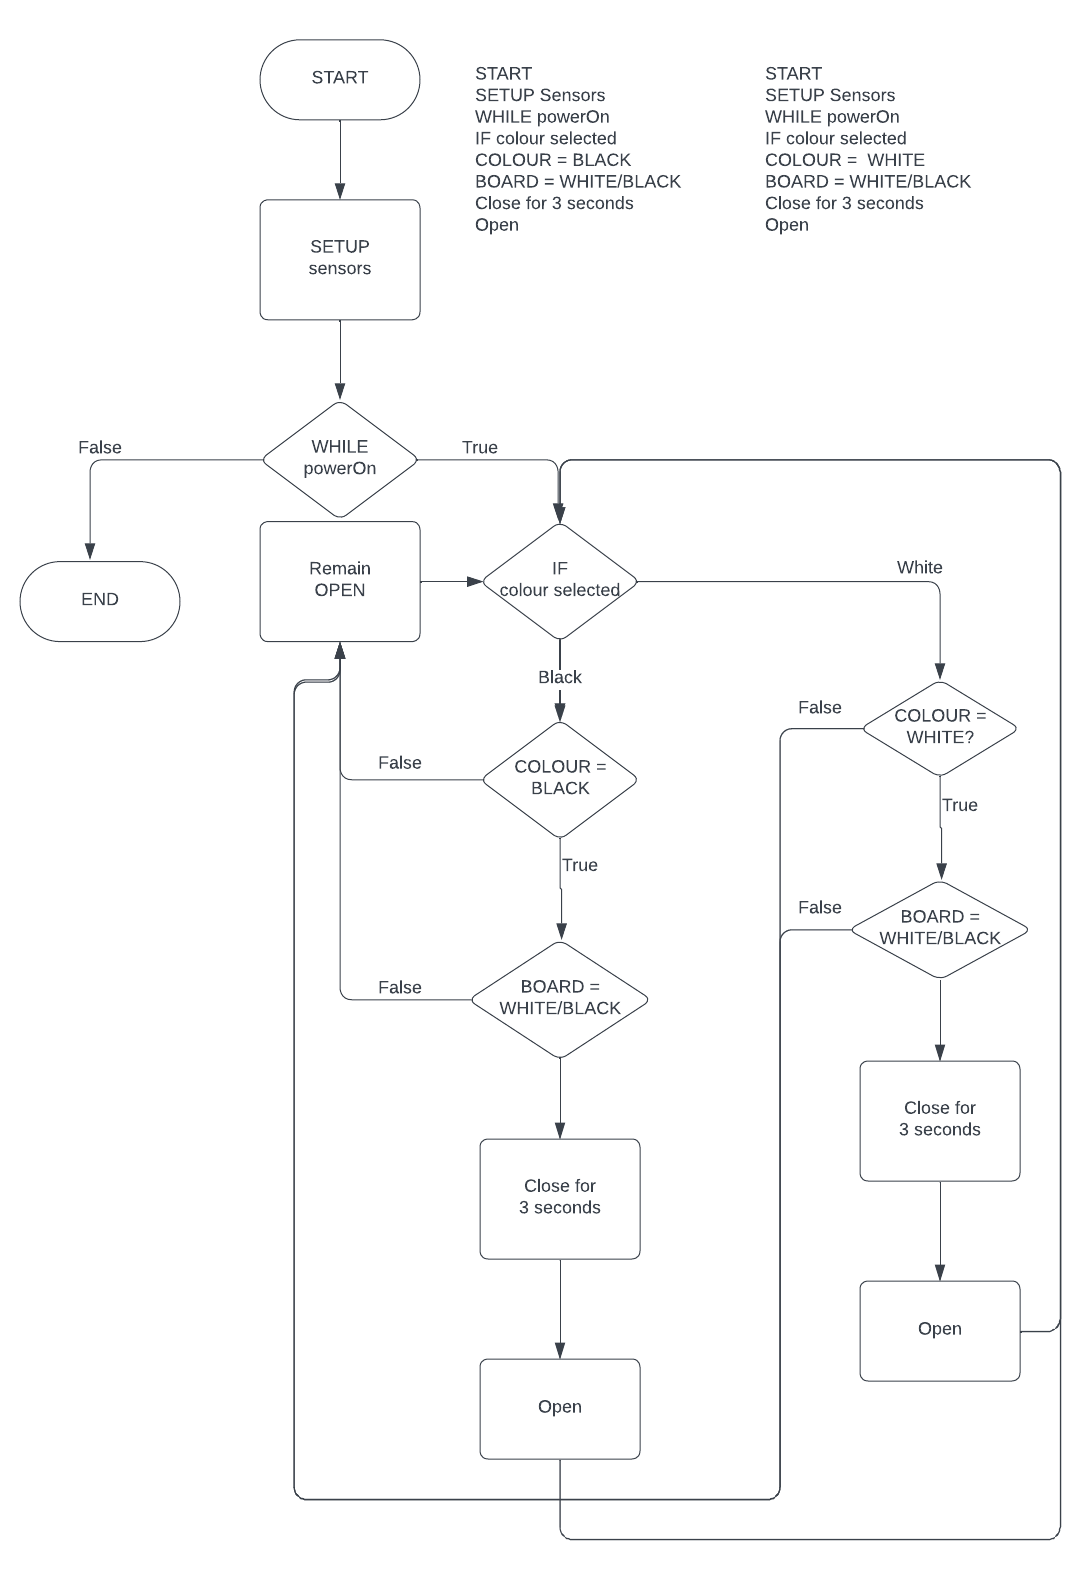 START
START
SETUP Sensors
WHILE powerOn
IF colour selected
COLOUR = BLACK
BOARD = WHITE/BLACK
Close for 3 seconds
Open
START
SETUP Sensors
WHILE powerOn
IF colour selected
COLOUR =  WHITE
BOARD = WHITE/BLACK
Close for 3 seconds
Open
SETUP
sensors
WHILE
powerOn
False
True
END
Remain
OPEN
IF
colour selected
White
Black
COLOUR =
BLACK
False
True
BOARD =
WHITE/BLACK
False
Close for
3 seconds
Open
COLOUR =
WHITE?
False
True
BOARD =
WHITE/BLACK
False
Close for
3 seconds
Open